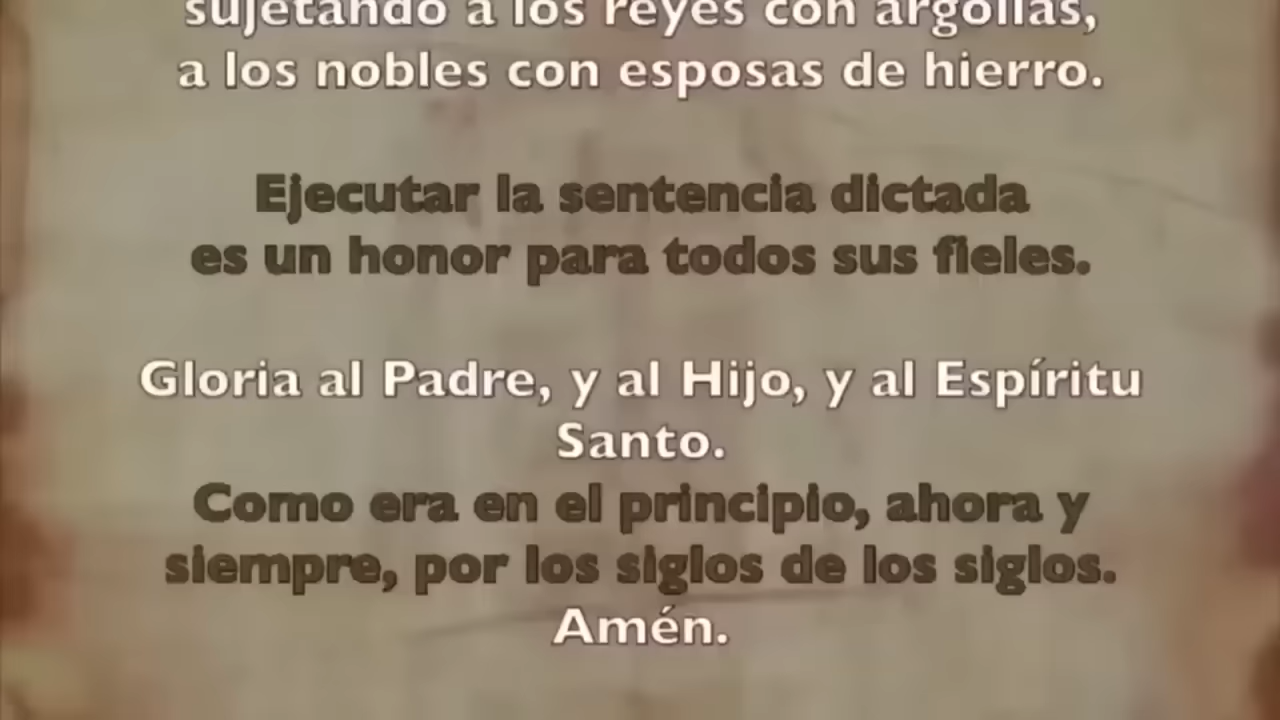 sujetando a los reyes con argollas,
a los nobles con esposas de hierro.
Ejecutar la sentencia dictada
es un honor para todos sus fieles.
Gloria al Padre, y al Hijo, y al Espíritu
Santo.
Como era en el principio, ahora y
siempre, por los siglos de los siglos.
Amén.